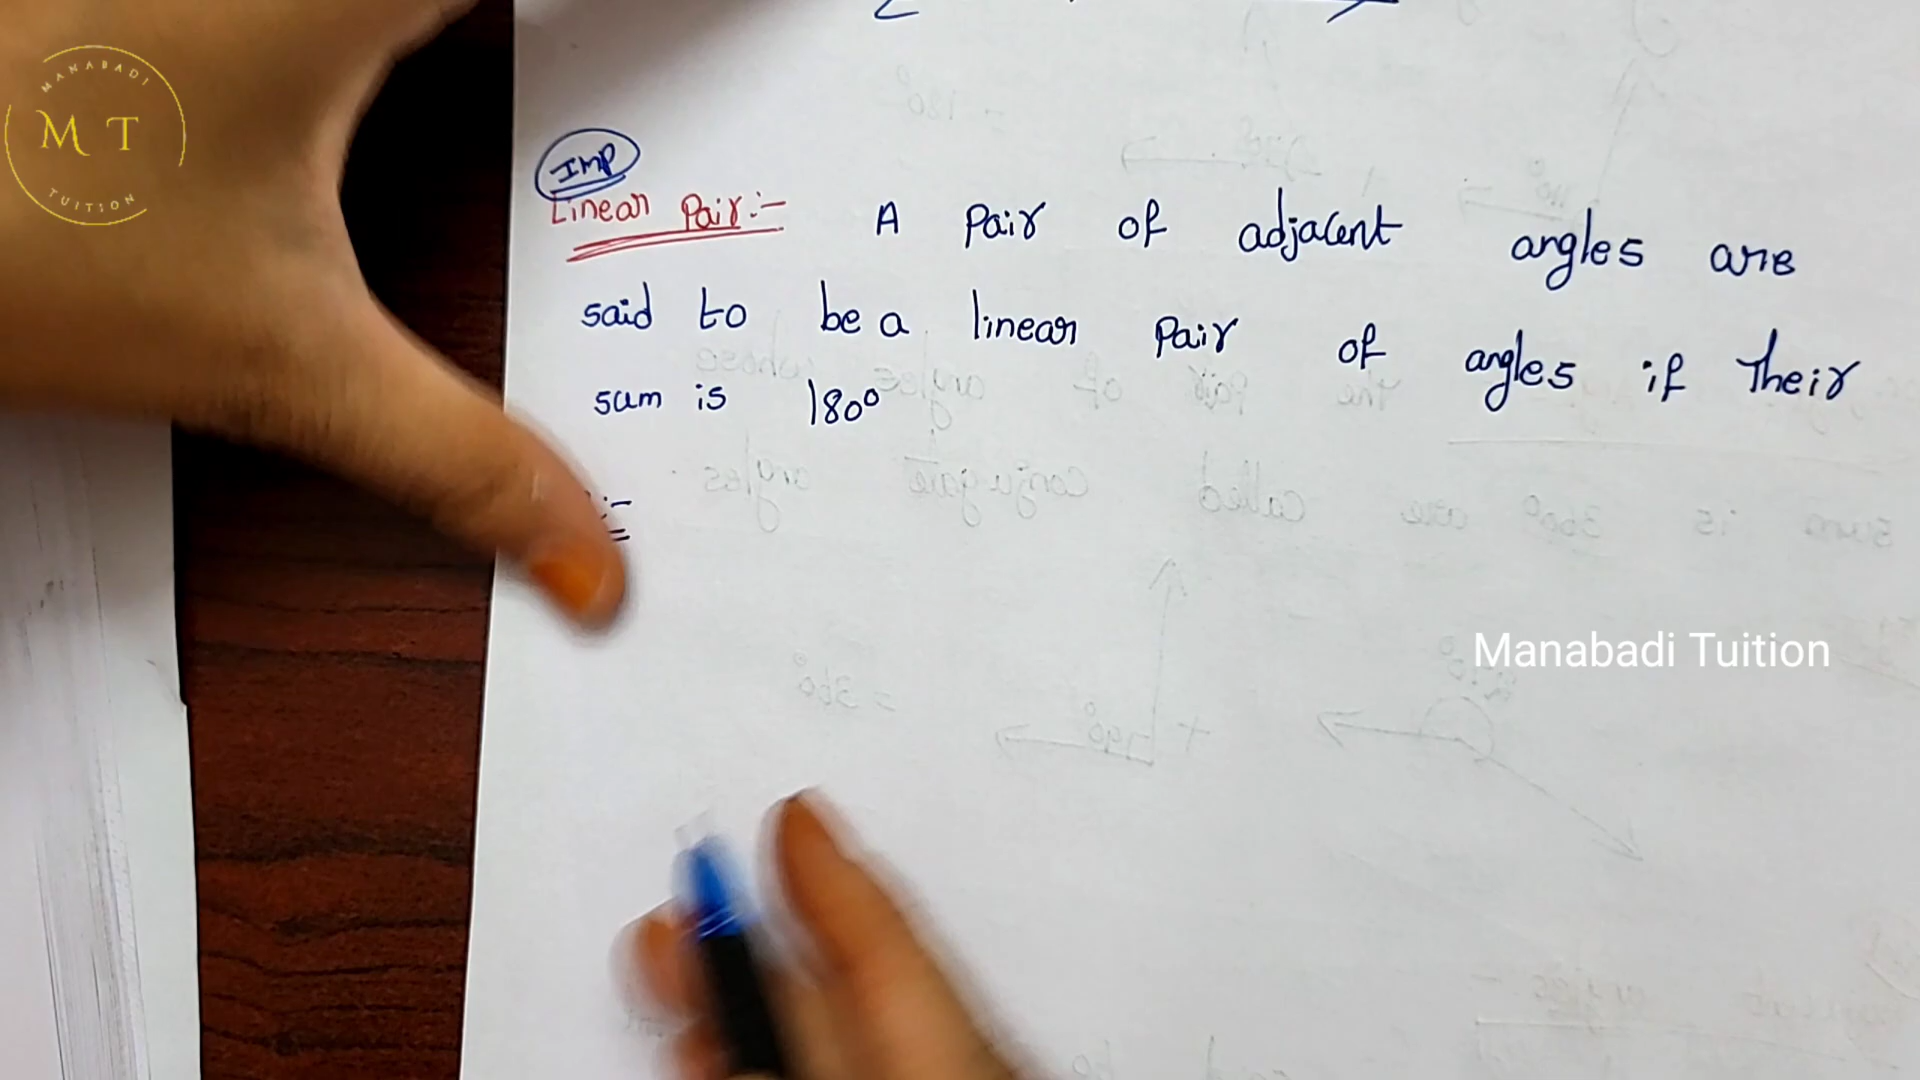 MANABADI
MT
TUITION
Imp
Linear Pair:- A Pair of adjacent angles are
said to be a linear Pair of angles if their
sum is 180°
Manabadi Tuition